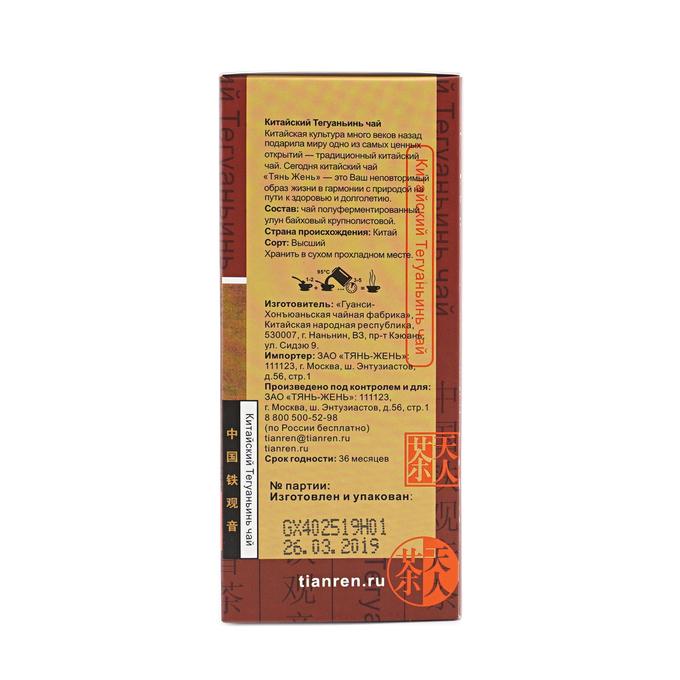 Китайский Тегуаньинь чай
Китайская культура много веков назад
подарила миру одно из самых ценных
открытий — традиционный китайский
чай. Сегодня китайский чай
«Тянь Жень» — это Ваш неповторимый
образ жизни в гармонии с природой на
пути к здоровью и долголетию.
Состав: чай полуферментированный
улун байховый крупнолистовой.
Страна происхождения: Китай
Сорт: Высший
Хранить в сухом прохладном месте.
95°C
1-2
3-5
Изготовитель: «Гуанси-
Хонъюаньская чайная фабрика»,
Китайская народная республика,
530007, г. Наньнин, ВЗ, пр-т Кэюань,
ул. Сидзю 9.
Импортер: ЗАО «ТЯНЬ-ЖЕНЬ»:
111123, г. Москва, ш. Энтузиастов,
д.56, стр.1
Произведено под контролем и для:
ЗАО «ТЯНЬ-ЖЕНЬ»: 111123,
г. Москва, ш. Энтузиастов, д.56, стр.1
8 800 500-52-98
(по России бесплатно)
tianren@tianren.ru
tianren.ru
Срок годности: 36 месяцев
№ партии:
Изготовлен и упакован:
GX402519H01
26.03.2019
tianren.ru
Китайский Тегуаньинь чай
中国铁观音
Китайский Тегуаньинь чай
天人
茶
天人
茶